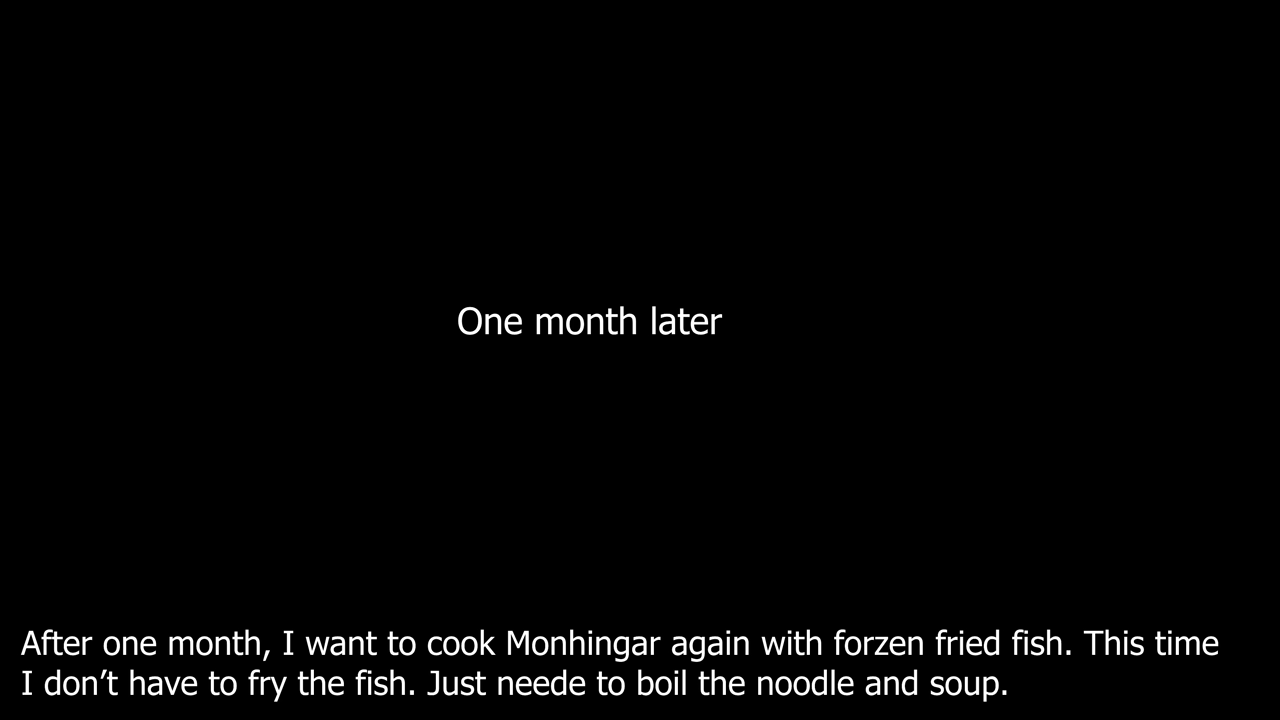 One month later
After one month, I want to cook Monhingar again with forzen fried fish. This time
I don’t have to fry the fish. Just neede to boil the noodle and soup.